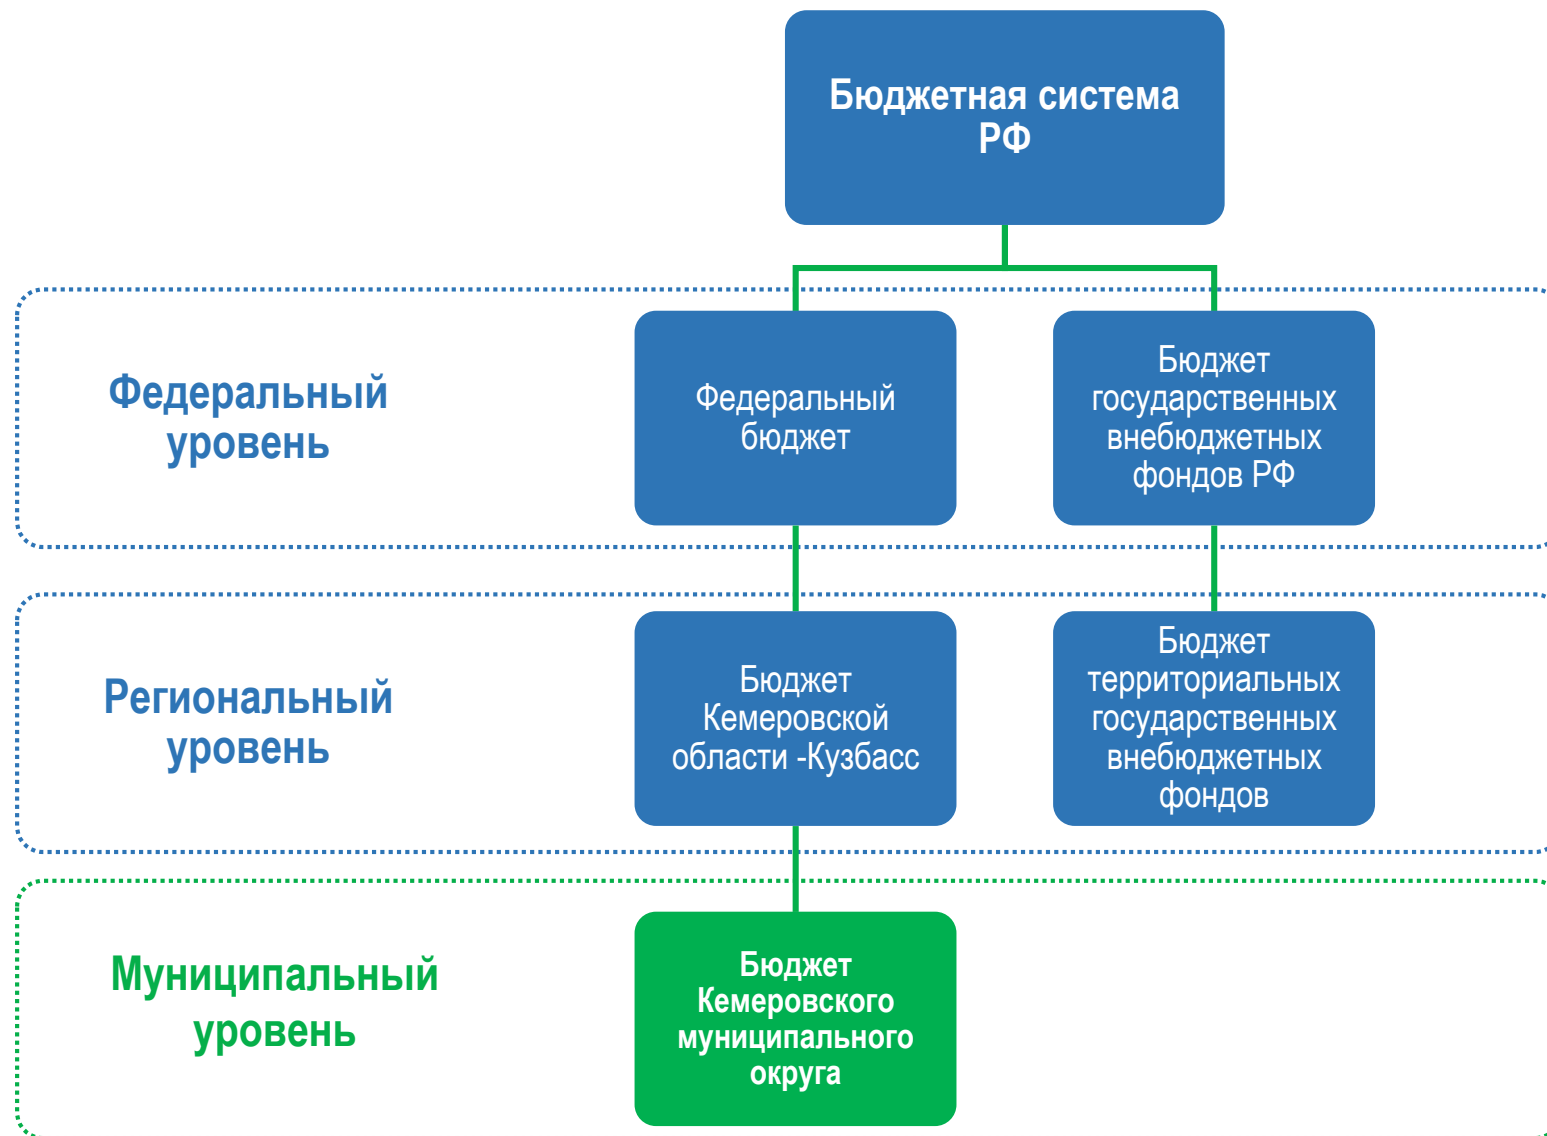 Бюджетная система
РФ
Федеральный
уровень
Федеральный
бюджет
Бюджет
государственных
внебюджетных
фондов РФ
Региональный
уровень
Бюджет
Кемеровской
области -Кузбасс
Бюджет
территориальных
государственных
внебюджетных
фондов
Муниципальный
уровень
Бюджет
Кемеровского
муниципального
округа